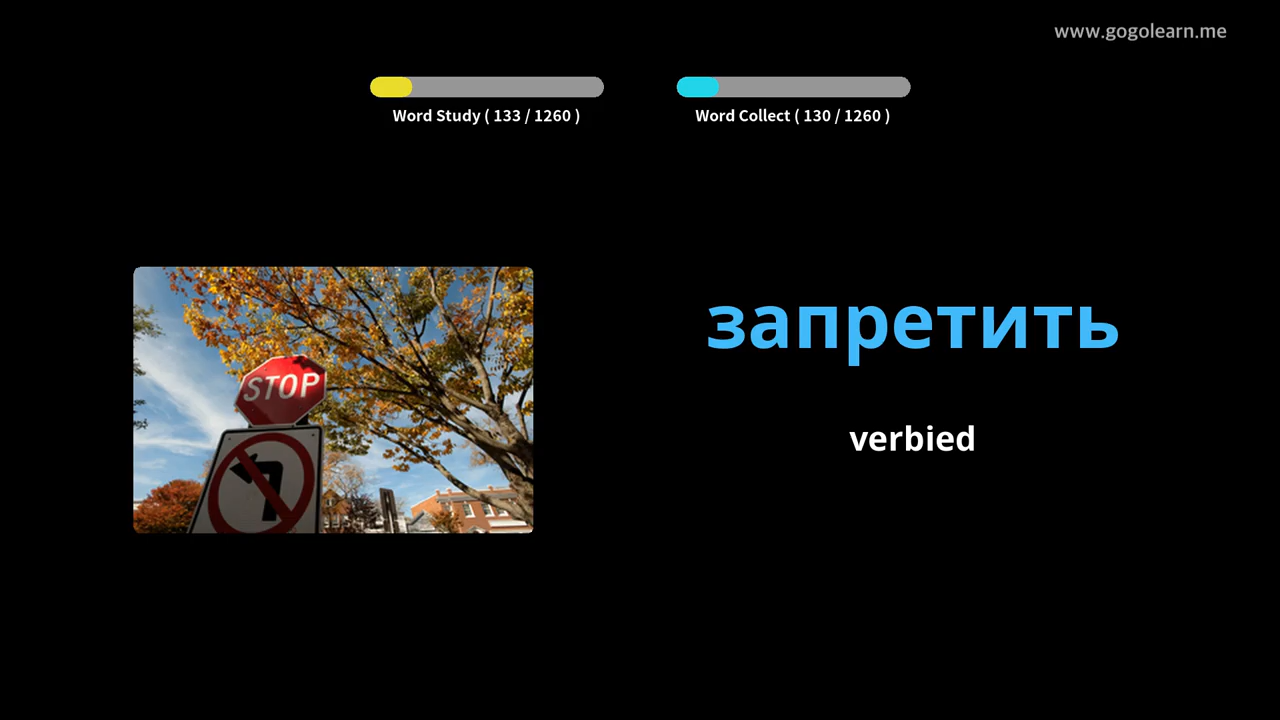 www.gogolearn.me
Word Study ( 133 / 1260 )
Word Collect ( 130 / 1260 )
запретить
STOP
verbied